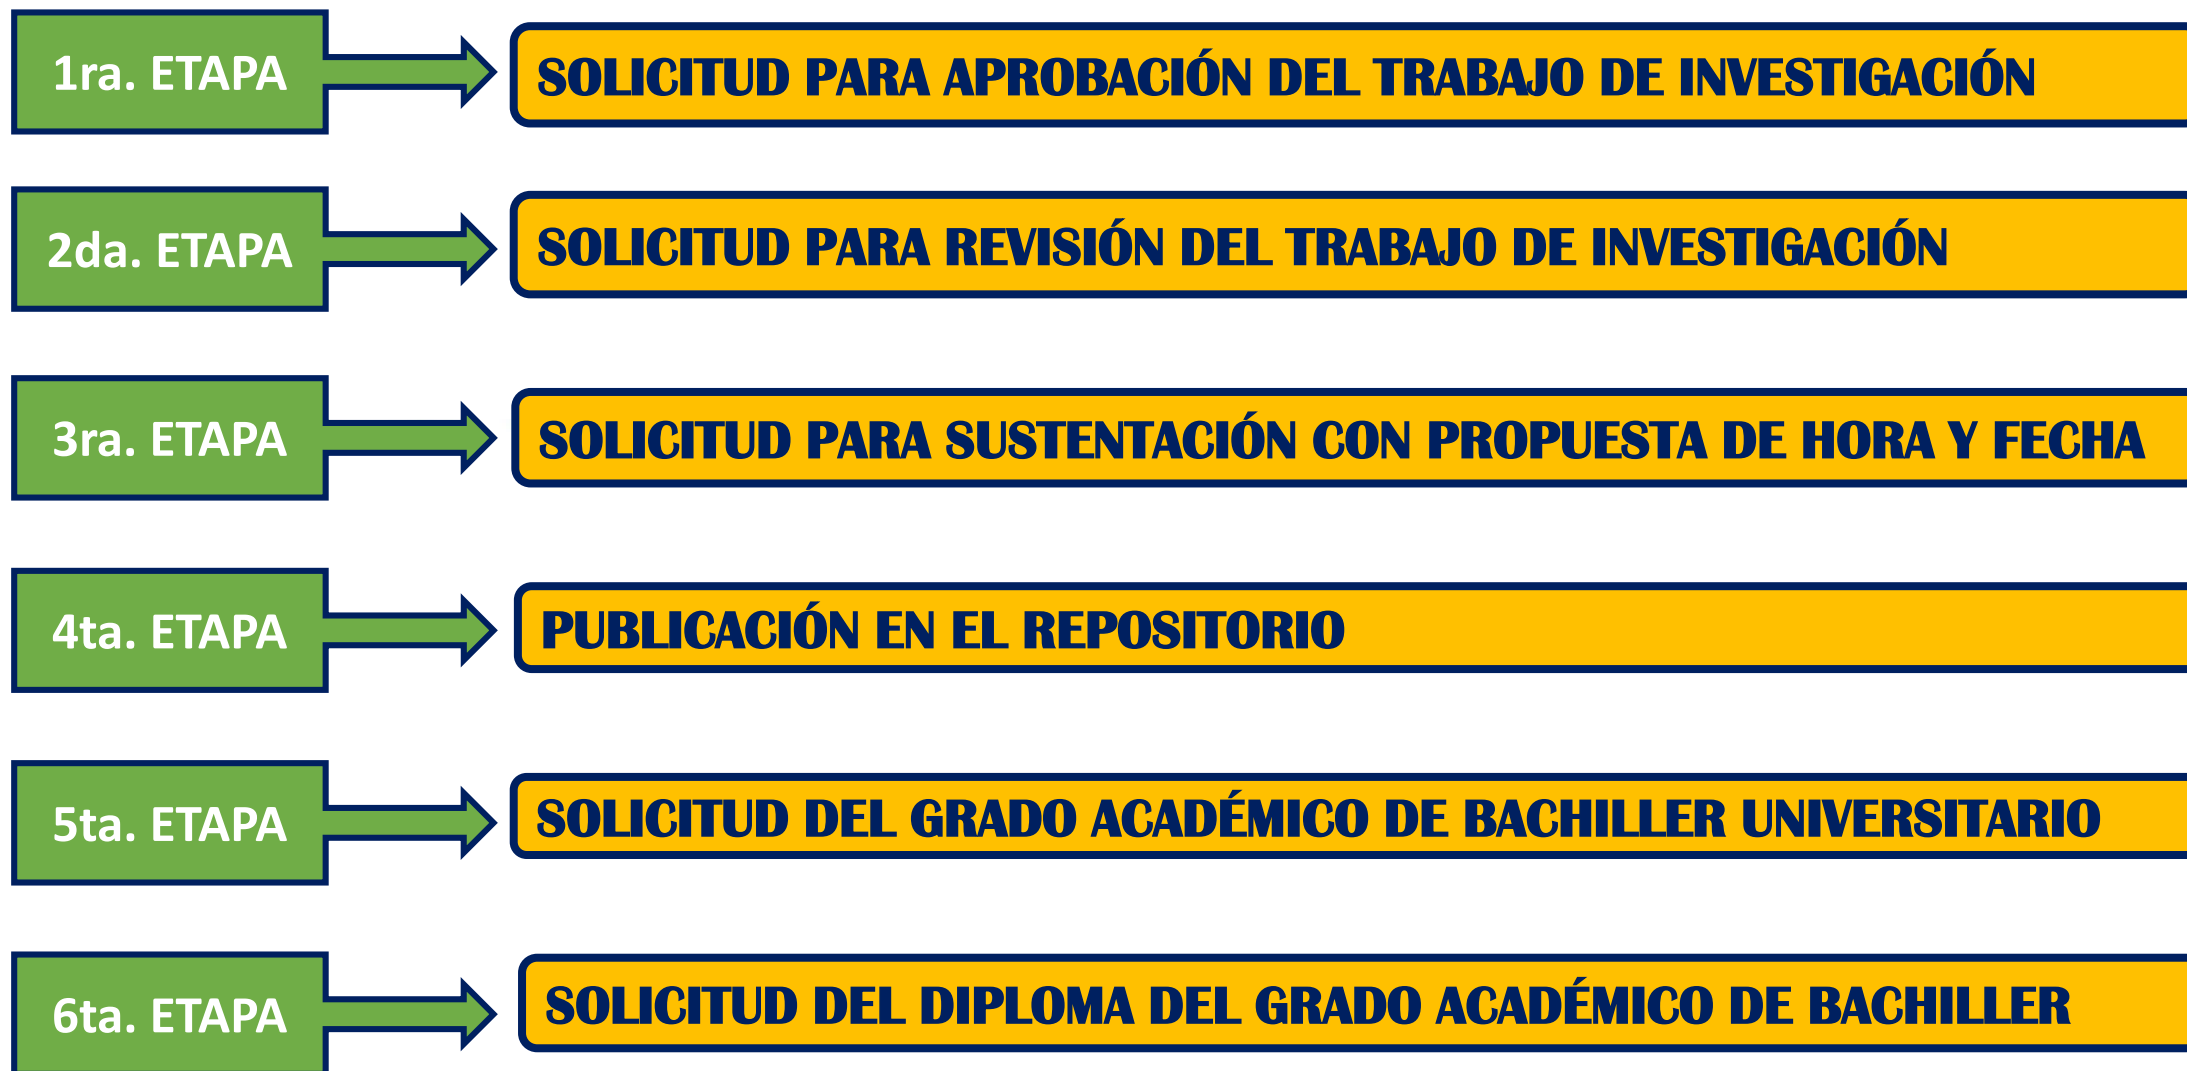 1ra. ETAPA
SOLICITUD PARA APROBACIÓN DEL TRABAJO DE INVESTIGACIÓN
2da. ETAPA
SOLICITUD PARA REVISIÓN DEL TRABAJO DE INVESTIGACIÓN
3ra. ETAPA
SOLICITUD PARA SUSTENTACIÓN CON PROPUESTA DE HORA Y FECHA
4ta. ETAPA
PUBLICACIÓN EN EL REPOSITORIO
5ta. ETAPA
SOLICITUD DEL GRADO ACADÉMICO DE BACHILLER UNIVERSITARIO
6ta. ETAPA
SOLICITUD DEL DIPLOMA DEL GRADO ACADÉMICO DE BACHILLER